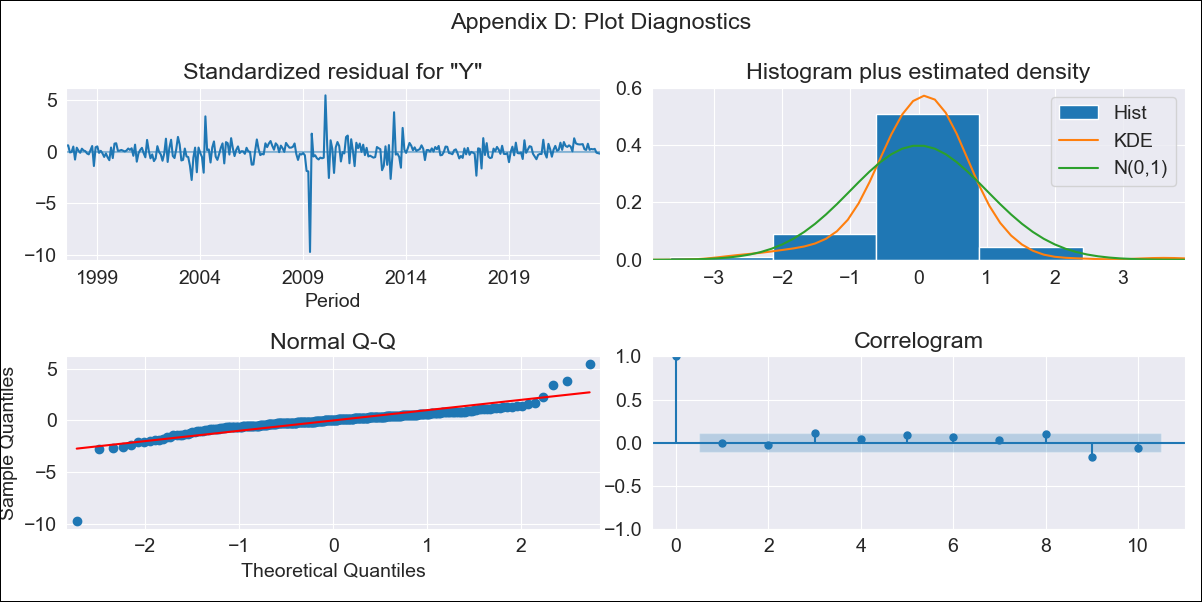 Appendix D: Plot Diagnostics
Standardized residual for "Y"
5
0
−5
−10
1999 2004 2009 2014 2019
Period
Histogram plus estimated density
0.6
0.4
0.2
0.0
Hist
KDE
N(0,1)
−3 −2 −1 0 1 2 3
Normal Q-Q
Sample Quantiles
5
0
−5
−10
−2 −1 0 1 2
Theoretical Quantiles
Correlogram
1.0
0.5
0.0
−0.5
−1.0
0 2 4 6 8 10